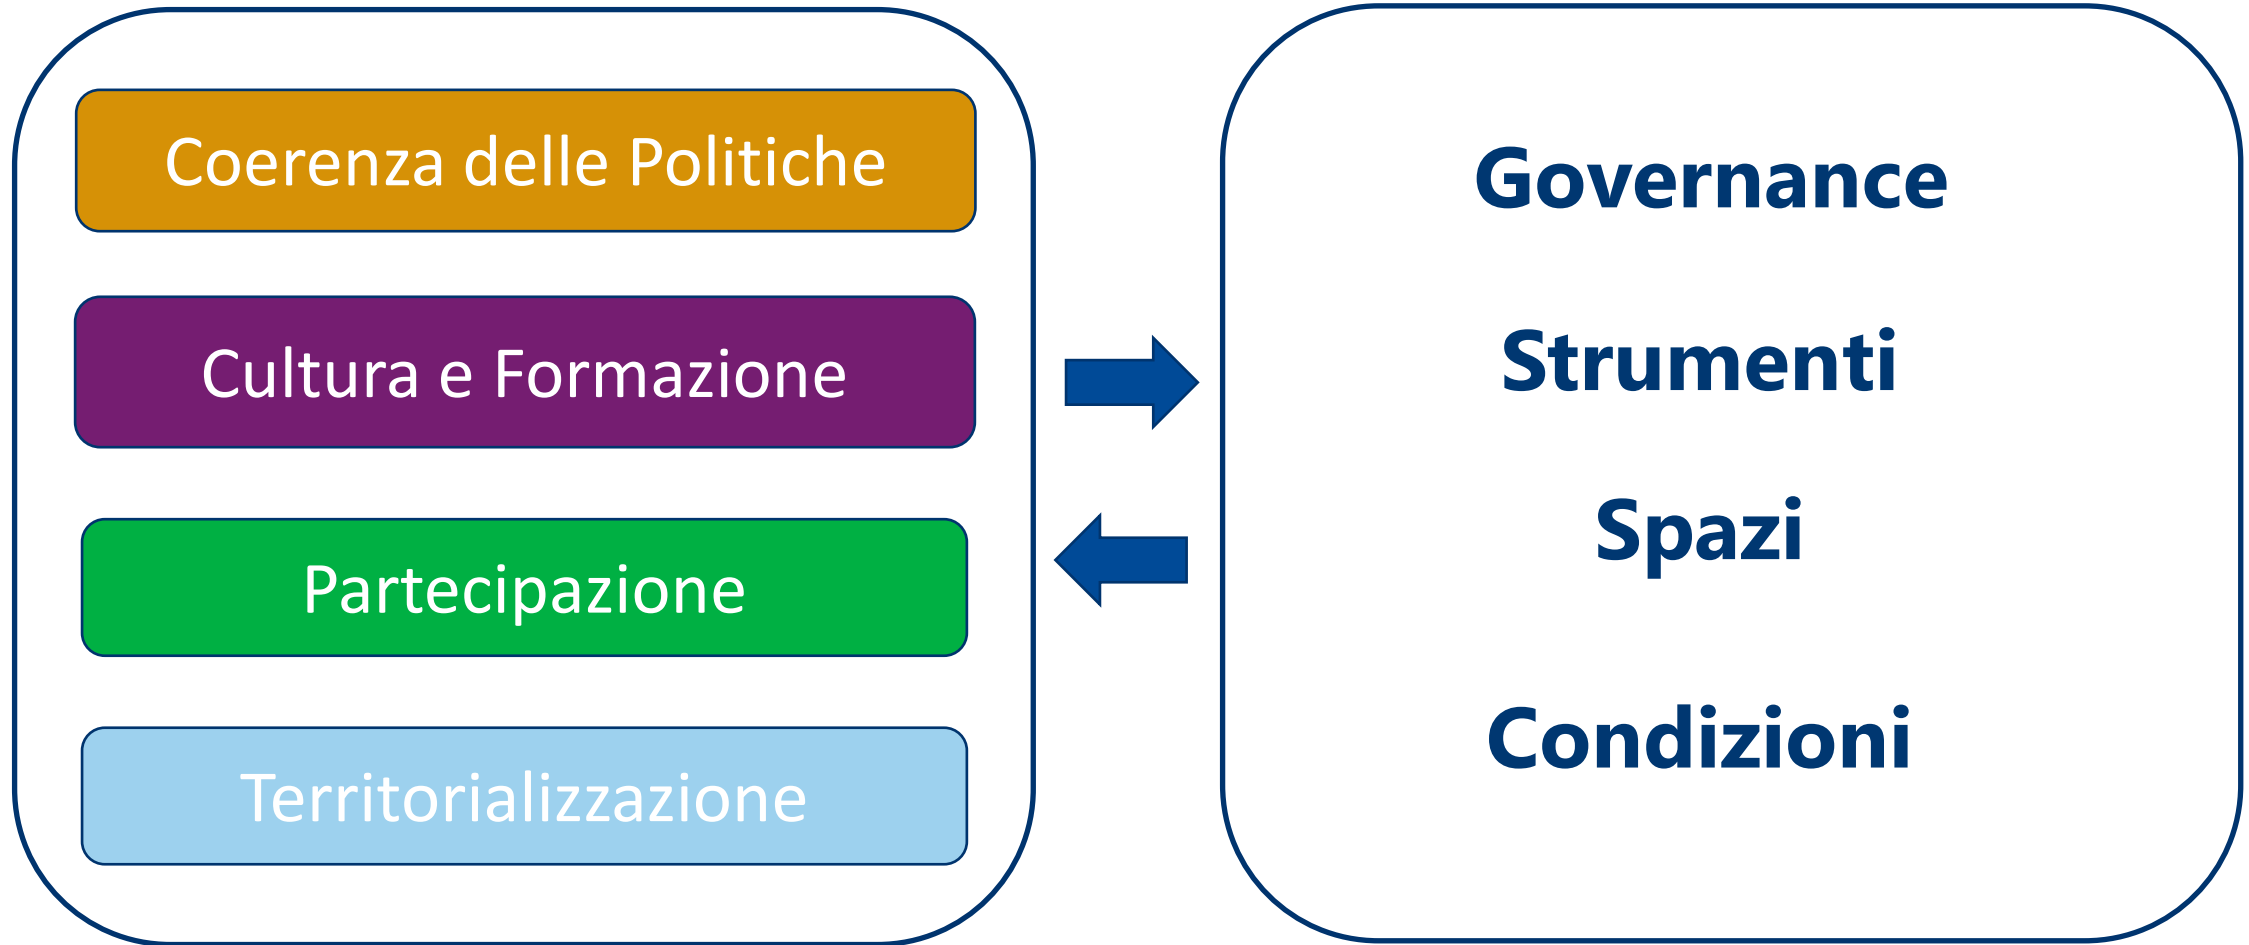 Coerenza delle Politiche
Cultura e Formazione
Partecipazione
Territorializzazione
Governance
Strumenti
Spazi
Condizioni